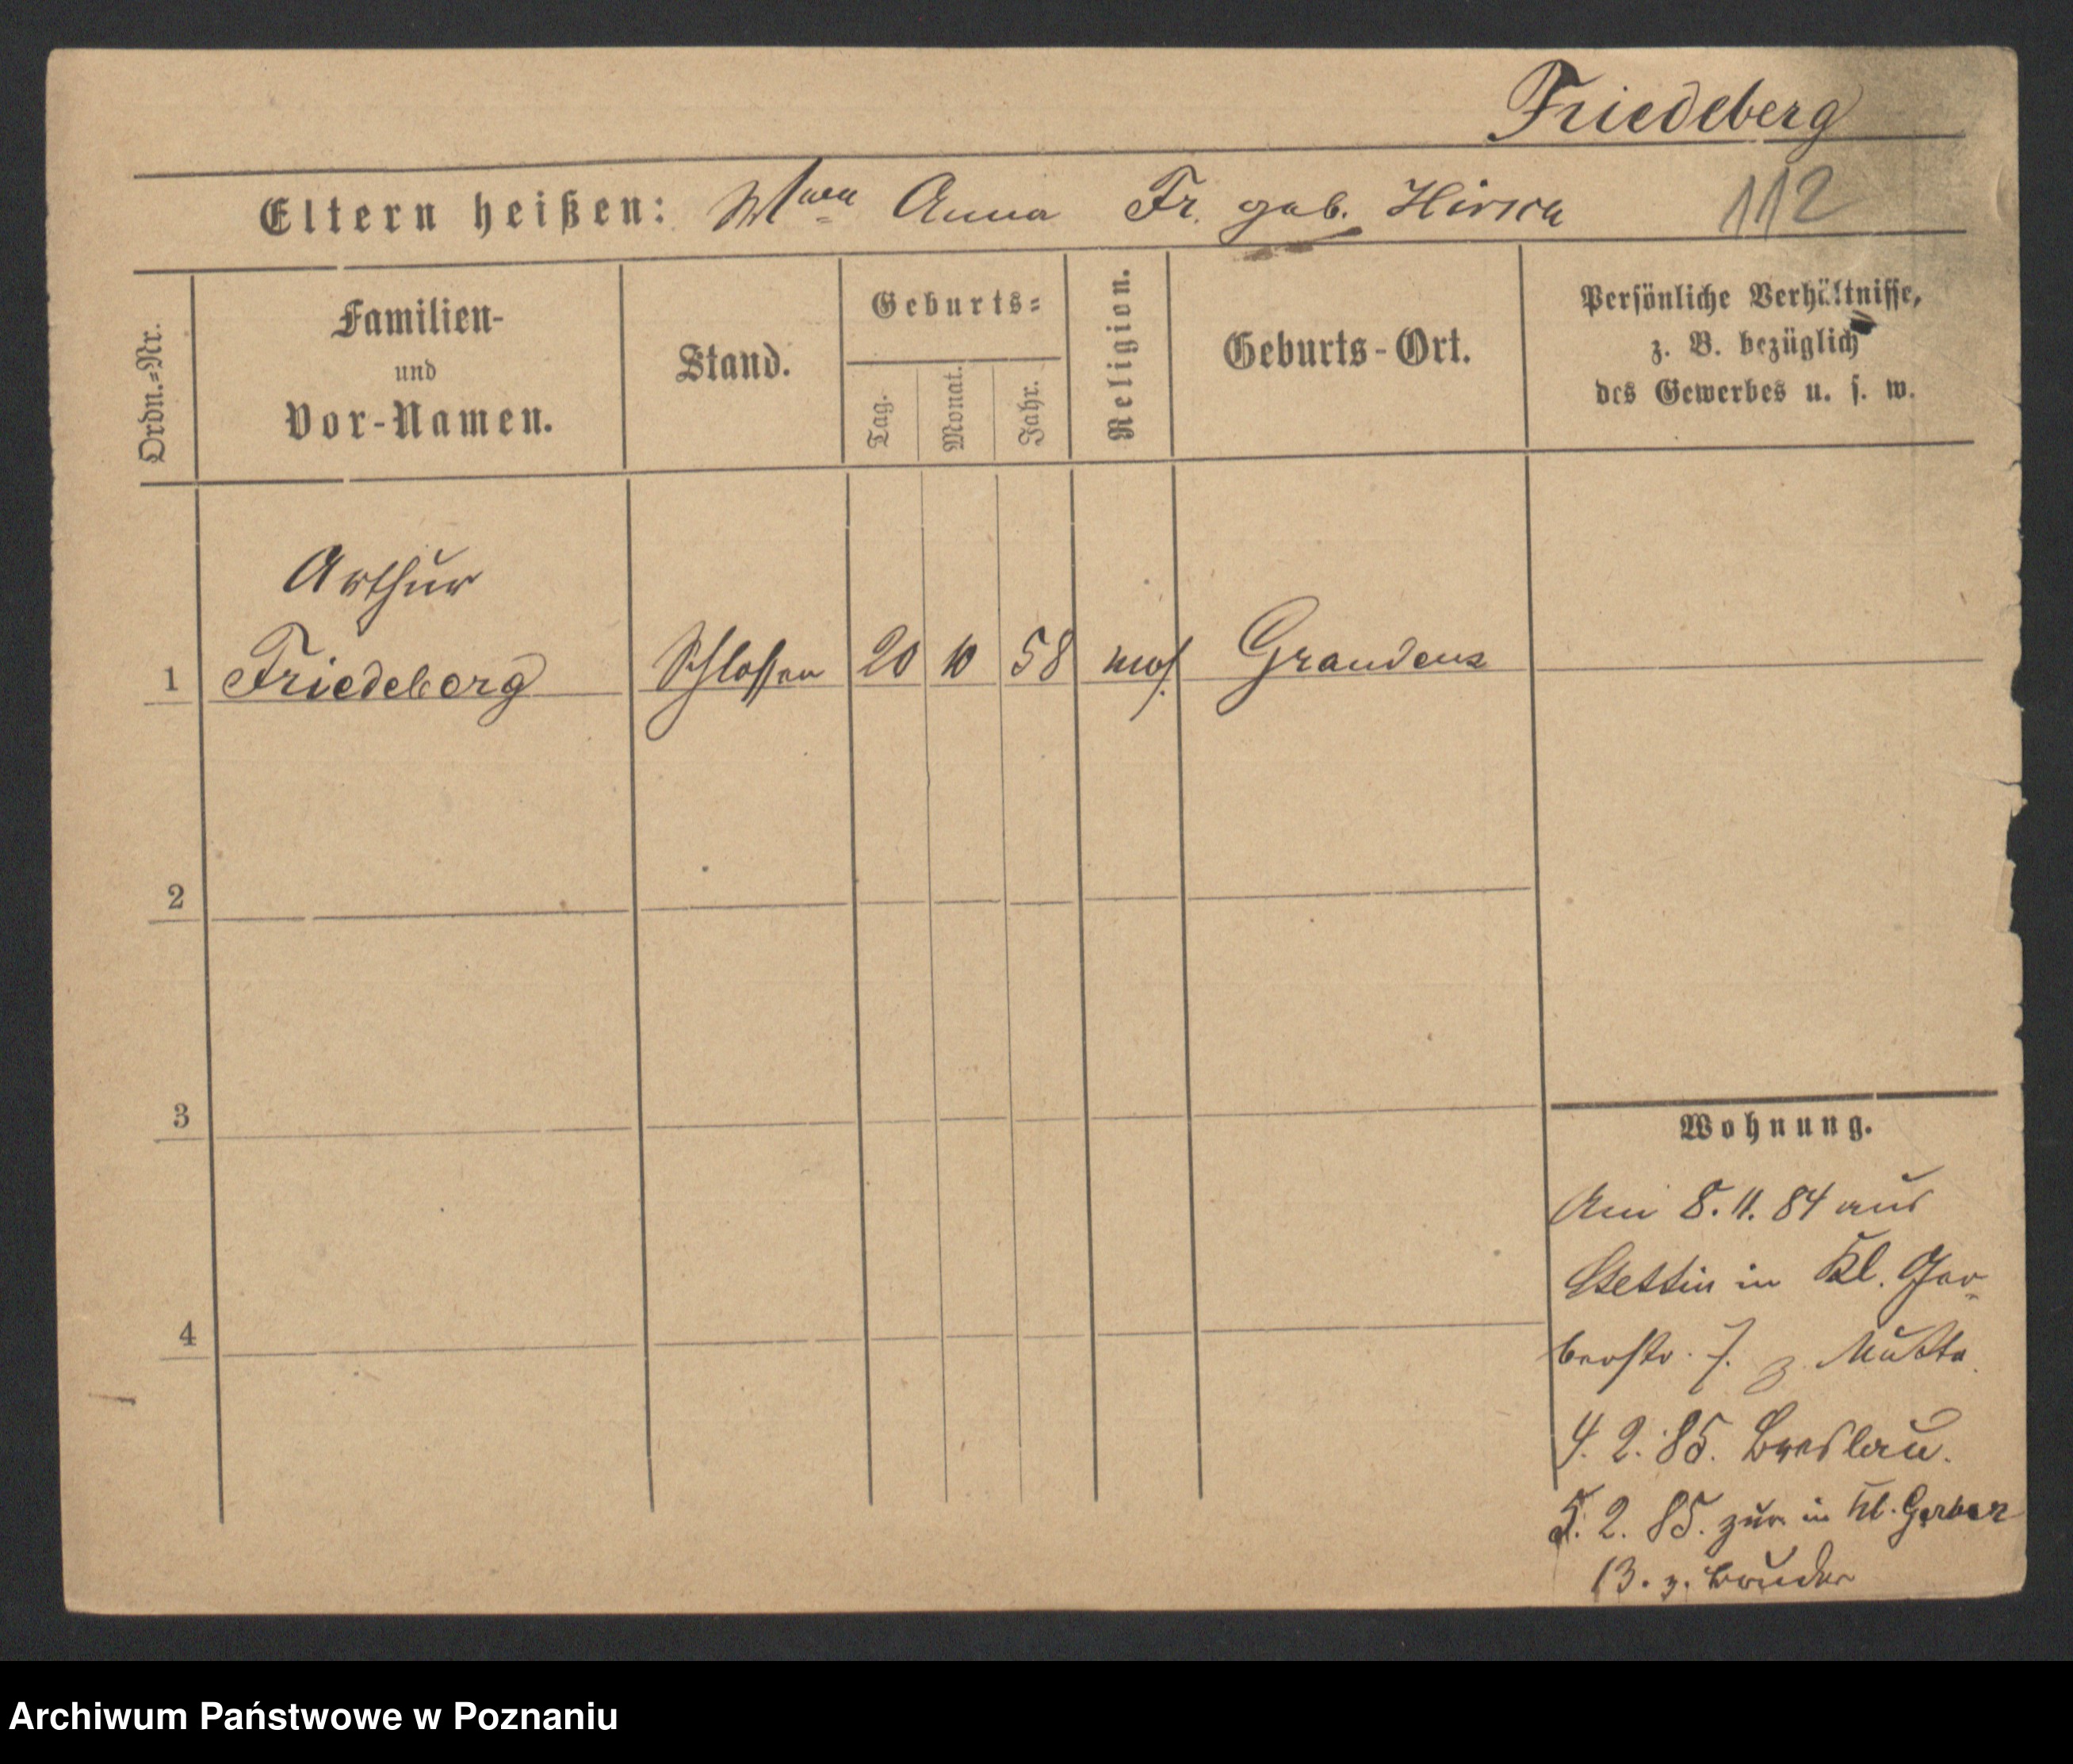 Friedeberg
Eltern heißen: Wwe Anna Fr. geb. Hirsch 112
Ordn.=Nr.
Familien-
und
Vor-Namen.
Stand.
Geburts=
Tag.
Monat.
Jahr.
Religion.
Geburts-Ort.
Persönliche Verhältnisse,
z. B. bezüglich
des Gewerbes u. s. w.
Arthur
1 Friedeberg Schlosser 20 10 58 mos. Graudenz
2
3
4
Wohnung.
Am 8. 11. 84 aus
Stettin in Kl. Ger-
berstr. 7. z. Mutter
4. 2. 85. Breslau.
5. 2. 85. zur. in Kl. Gerber
13. z. Bruder
Archiwum Państwowe w Poznaniu